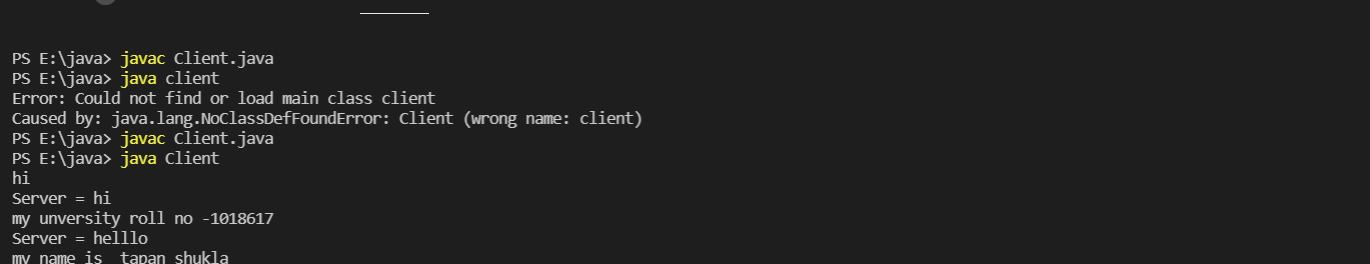 PS E:\java> javac Client.java
PS E:\java> java client
Error: Could not find or load main class client
Caused by: java.lang.NoClassDefFoundError: Client (wrong name: client)
PS E:\java> javac Client.java
PS E:\java> java Client
hi
Server = hi
my unversity roll no -1018617
Server = helllo
my name is  tapan shukla